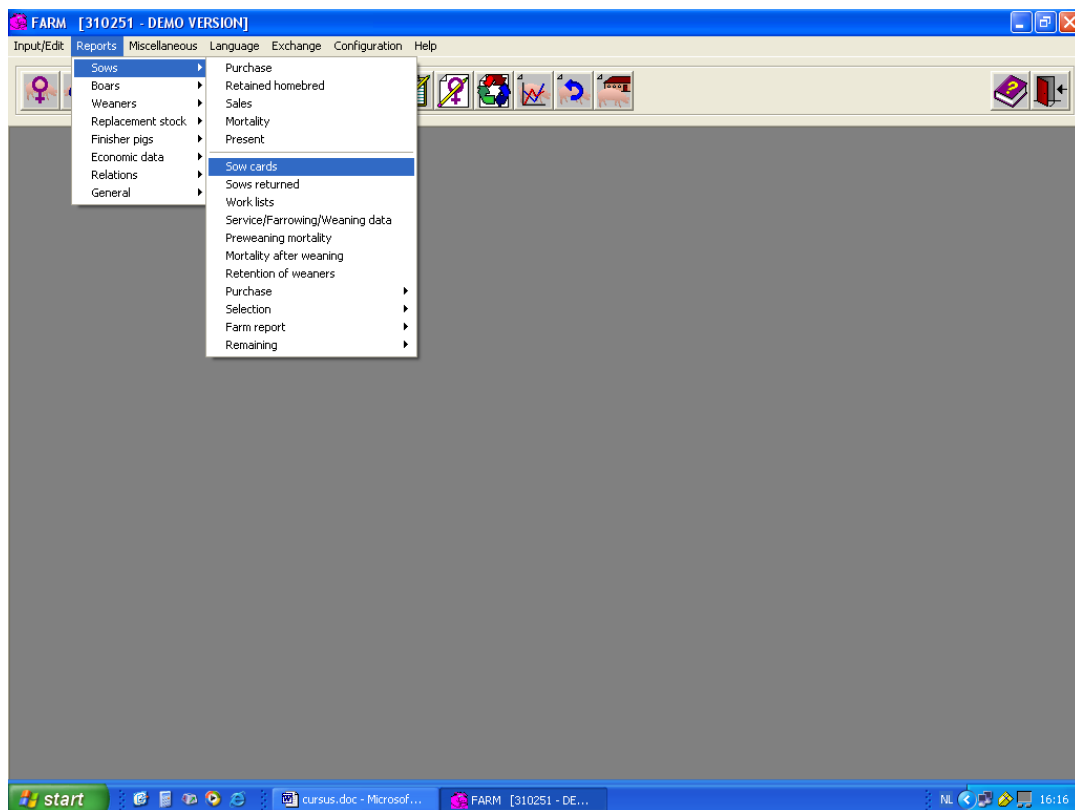 FARM [310251 - DEMO VERSION]
Input/Edit Reports Miscellaneous Language Exchange Configuration Help
Sows
Boars
Weaners
Replacement stock
Finisher pigs
Economic data
Relations
General
Purchase
Retained homebred
Sales
Mortality
Present
Sow cards
Sows returned
Work lists
Service/Farrowing/Weaning data
Preweaning mortality
Mortality after weaning
Retention of weaners
Purchase
Selection
Farm report
Remaining
start cursus.doc - Microsof... FARM [310251 - DE... NL 16:16